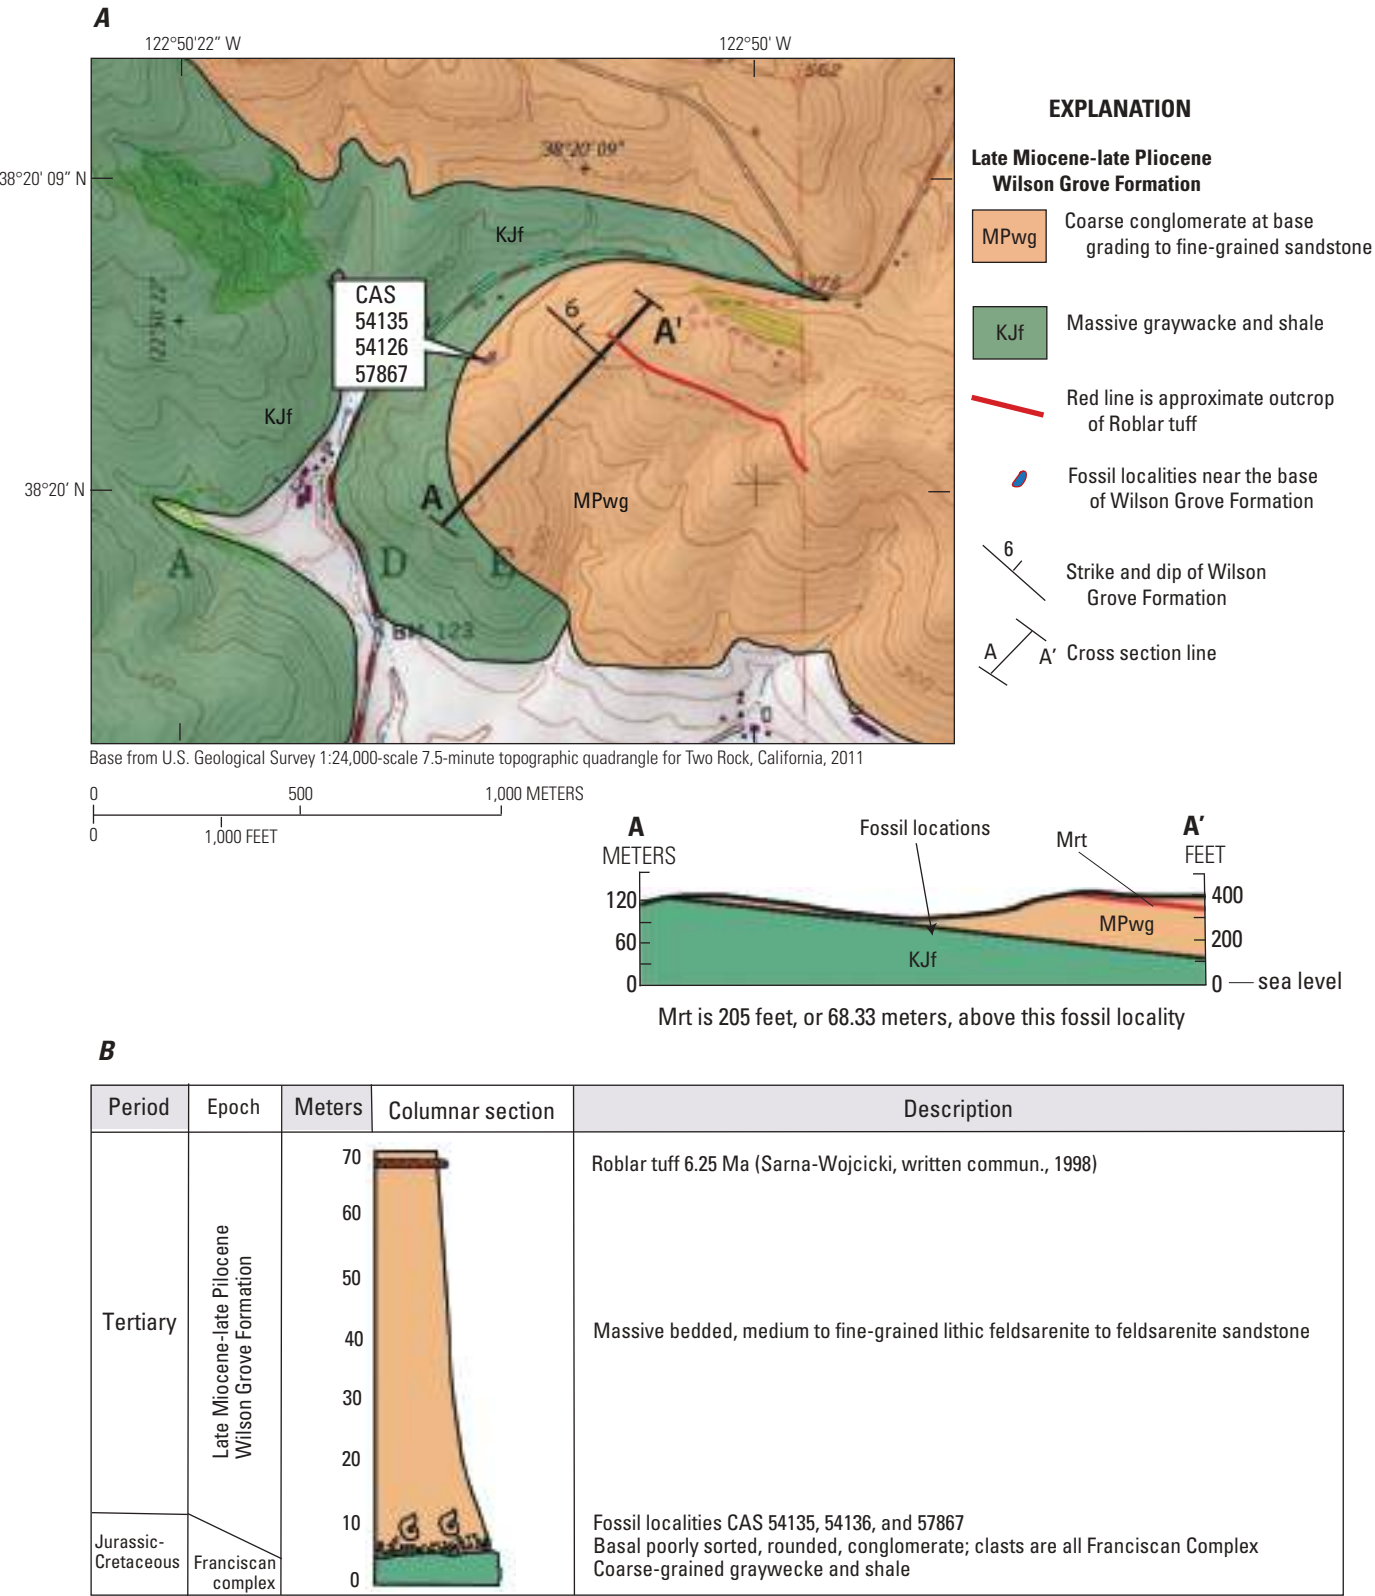 A
122°50'22" W
122°50' W
562
38°20' 09" N
38°20' 09"
EXPLANATION
Late Miocene-late Pliocene
Wilson Grove Formation
MPwg
Coarse conglomerate at base
grading to fine-grained sandstone
KJf
Massive graywacke and shale
Red line is approximate outcrop
of Roblar tuff
Fossil localities near the base
of Wilson Grove Formation
6
Strike and dip of Wilson
Grove Formation
A
A'
Cross section line
KJf
122°50'22"
CAS
54135
54126
57867
376
6
A'
KJf
38°20' N
A
MPwg
A
D
E
BM 123
Base from U.S. Geological Survey 1:24,000-scale 7.5-minute topographic quadrangle for Two Rock, California, 2011
0
500
1,000 METERS
0
1,000 FEET
A
METERS
Fossil locations
Mrt
A'
FEET
120
60
0
400
200
0
sea level
MPwg
KJf
Mrt is 205 feet, or 68.33 meters, above this fossil locality
B
Period
Epoch
Meters
Columnar section
Description
70
60
50
40
30
20
10
0
Roblar tuff 6.25 Ma (Sarna-Wojcicki, written commun., 1998)
Tertiary
Late Miocene-late Pilocene
Wilson Grove Formation
Massive bedded, medium to fine-grained lithic feldsarenite to feldsarenite sandstone
Fossil localities CAS 54135, 54136, and 57867
Basal poorly sorted, rounded, conglomerate; clasts are all Franciscan Complex
Coarse-grained graywecke and shale
Jurassic-
Cretaceous
Franciscan
complex